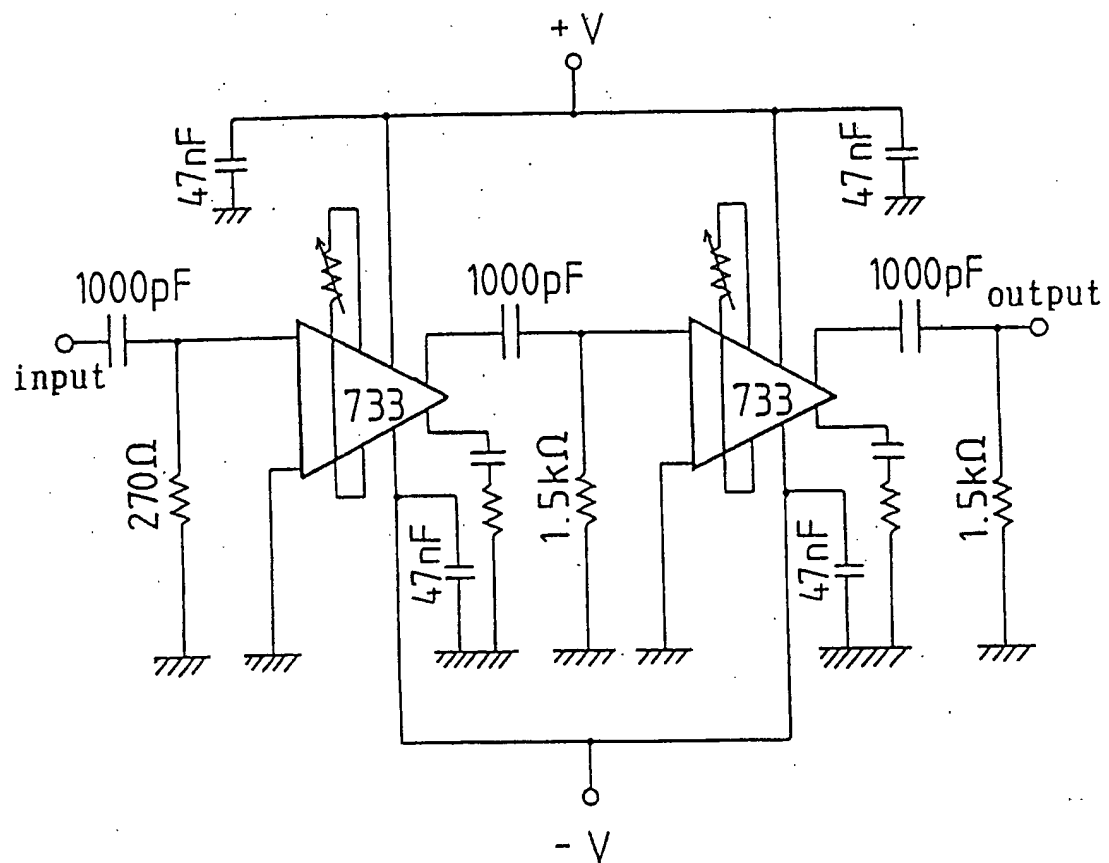 + V
47nF
47nF
1000pF
1000pF
1000pF
input
output
733
733
270Ω
1.5kΩ
1.5kΩ
47nF
47nF
- V